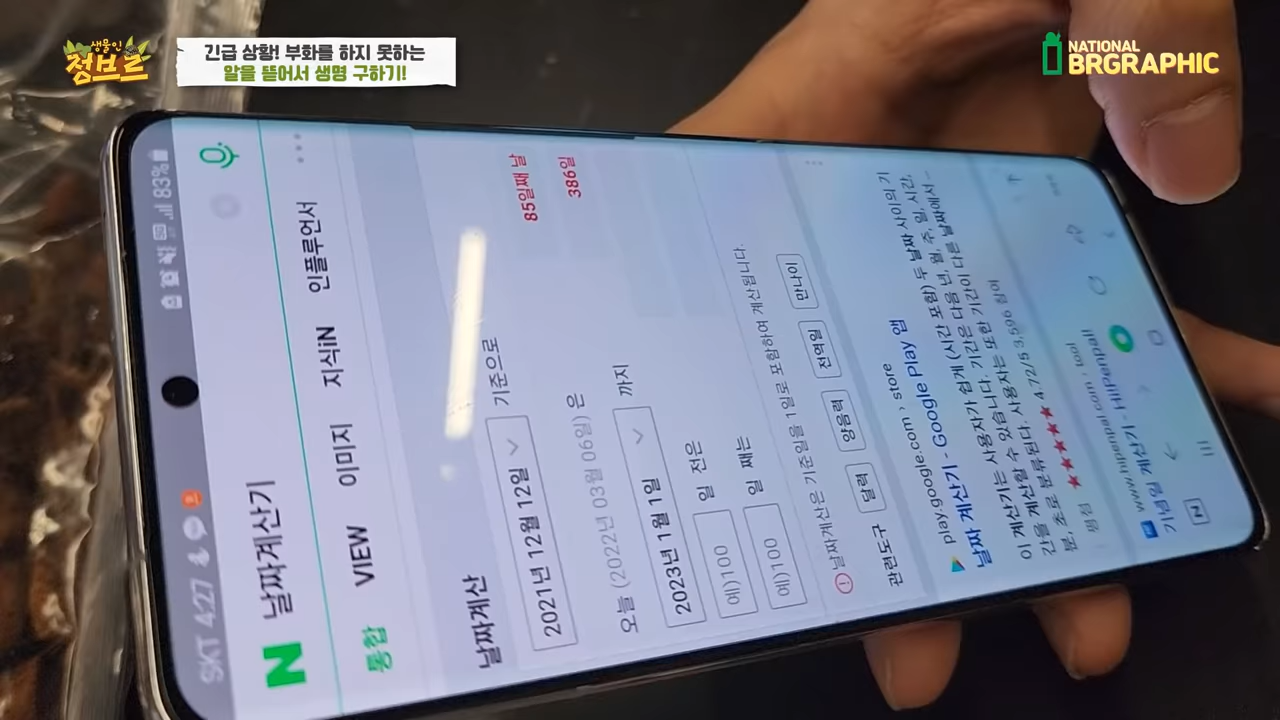 생물인
정브르
긴급 상황! 부화를 하지 못하는
알을 뜯어서 생명 구하기!
NATIONAL
BRGRAPHIC
SKT 4:27
83%
N 날짜계산기
통합 VIEW 이미지 지식iN 인플루언서
날짜계산
2021년 12월 12일 기준으로
오늘 (2022년 03월 06일) 은 85일째 날
2023년 1월 1일 까지 386일
예)100 일 전은
예)100 일 째는
날짜계산은 기준일을 1일로 포함하여 계산됩니다.
관련도구 달력 양음력 전역일 만나이
play.google.com › store
날짜 계산기 - Google Play 앱
이 계산기는 사용자가 쉽게 (시간 포함) 두 날짜 사이의 기
간을 계산할 수 있습니다. 기간은 다음 년, 월, 주, 일, 시간,
분, 초로 분류된다. 사용자는 또한 기간이 다른 날짜에서 –
평점 ★★★★★ 4.72/5 3,596 참여
www.hipenpal.com › tool
기념일 계산기 - Hi!Penpal!
N